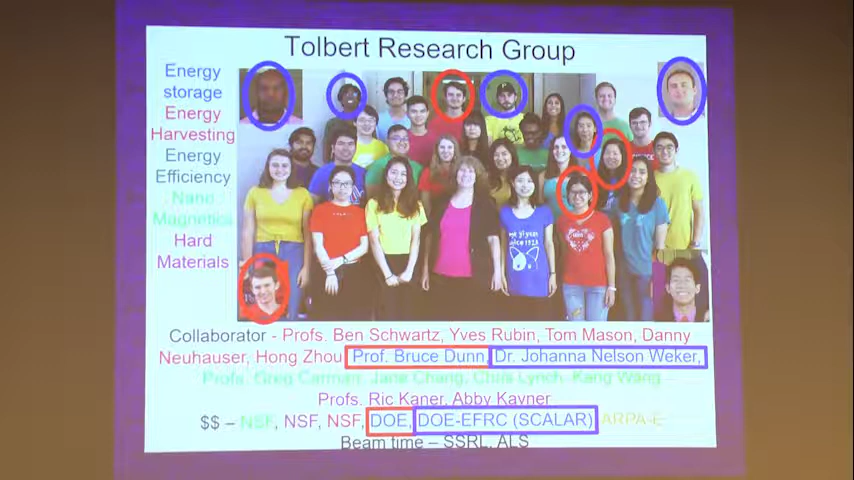 Tolbert Research Group
Energy
storage
Energy
Harvesting
Energy
Efficiency
Nano
Magnetics
Hard
Materials
Collaborator - Profs. Ben Schwartz, Yves Rubin, Tom Mason, Danny
Neuhauser, Hong Zhou Prof. Bruce Dunn, Dr. Johanna Nelson Weker,
Profs. Greg Carman, Jane Chang, Chris Lynch, Kang Wang
Profs. Ric Kaner, Abby Kavner
$$ – NSF, NSF, NSF, DOE, DOE-EFRC (SCALAR) ARPA-E
Beam time – SSRL, ALS